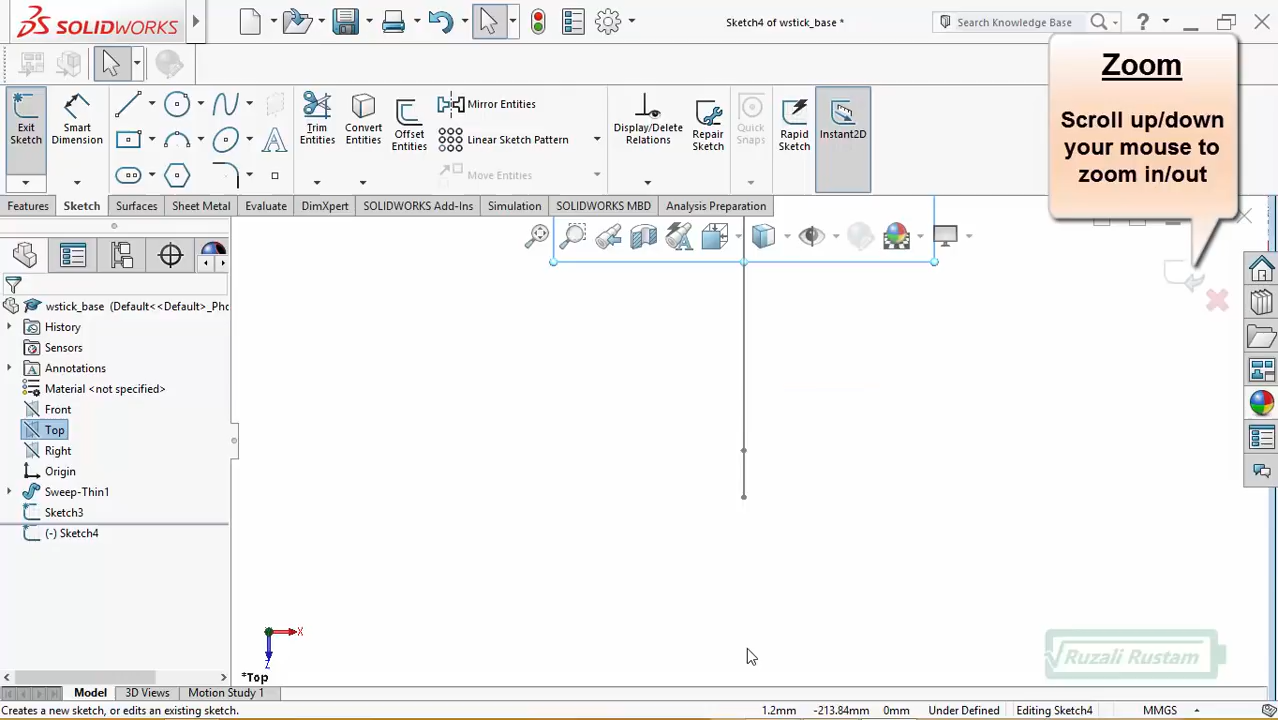 SOLIDWORKS
Sketch4 of wstick_base *
Search Knowledge Base
?
Zoom
Scroll up/down
your mouse to
zoom in/out
Exit
Sketch
Smart
Dimension
Trim
Entities
Convert
Entities
Offset
Entities
Mirror Entities
Linear Sketch Pattern
Move Entities
Display/Delete
Relations
Repair
Sketch
Quick
Snaps
Rapid
Sketch
Instant2D
Features
Sketch
Surfaces
Sheet Metal
Evaluate
DimXpert
SOLIDWORKS Add-Ins
Simulation
SOLIDWORKS MBD
Analysis Preparation
wstick_base (Default<<Default>_Pho
History
Sensors
Annotations
Material <not specified>
Front
Top
Right
Origin
Sweep-Thin1
Sketch3
(-) Sketch4
X
Z
*Top
Ruzali Rustam
Model
3D Views
Motion Study 1
Creates a new sketch, or edits an existing sketch.
1.2mm
-213.84mm
0mm
Under Defined
Editing Sketch4
MMGS